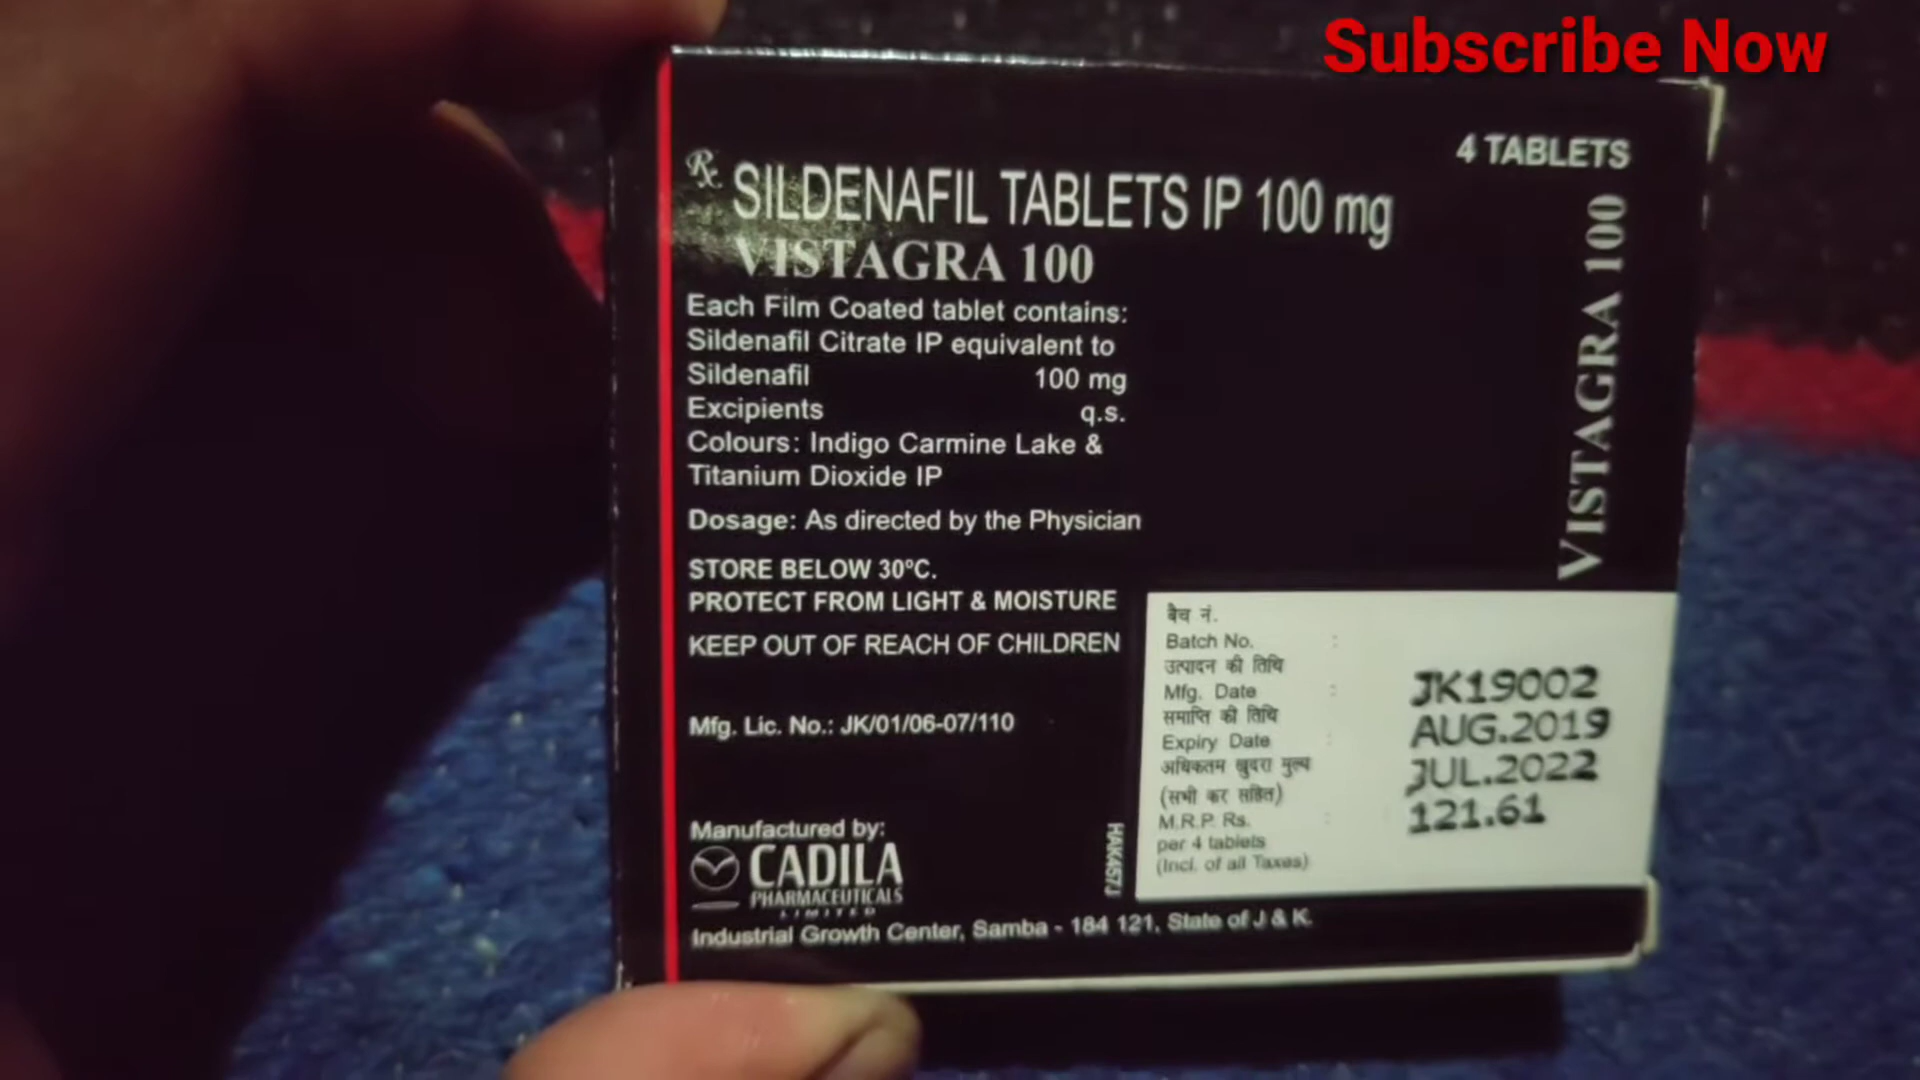 Subscribe Now
4 TABLETS
Rx SILDENAFIL TABLETS IP 100 mg
VISTAGRA 100
Each Film Coated tablet contains:
Sildenafil Citrate IP equivalent to
Sildenafil 100 mg
Excipients q.s.
Colours: Indigo Carmine Lake &
Titanium Dioxide IP
Dosage: As directed by the Physician
STORE BELOW 30°C.
PROTECT FROM LIGHT & MOISTURE
KEEP OUT OF REACH OF CHILDREN
Mfg. Lic. No.: JK/01/06-07/110
Manufactured by:
CADILA
PHARMACEUTICALS
LIMITED
Industrial Growth Center, Samba - 184 121, State of J & K.
HAK457J
VISTAGRA 100
बैच नं.
Batch No. :
उत्पादन की तिथि
Mfg. Date :
समाप्ति की तिथि
Expiry Date :
अधिकतम खुदरा मुल्य
(सभी कर सहित)
M.R.P. Rs. :
per 4 tablets
(Incl. of all Taxes)
JK19002
AUG.2019
JUL.2022
121.61